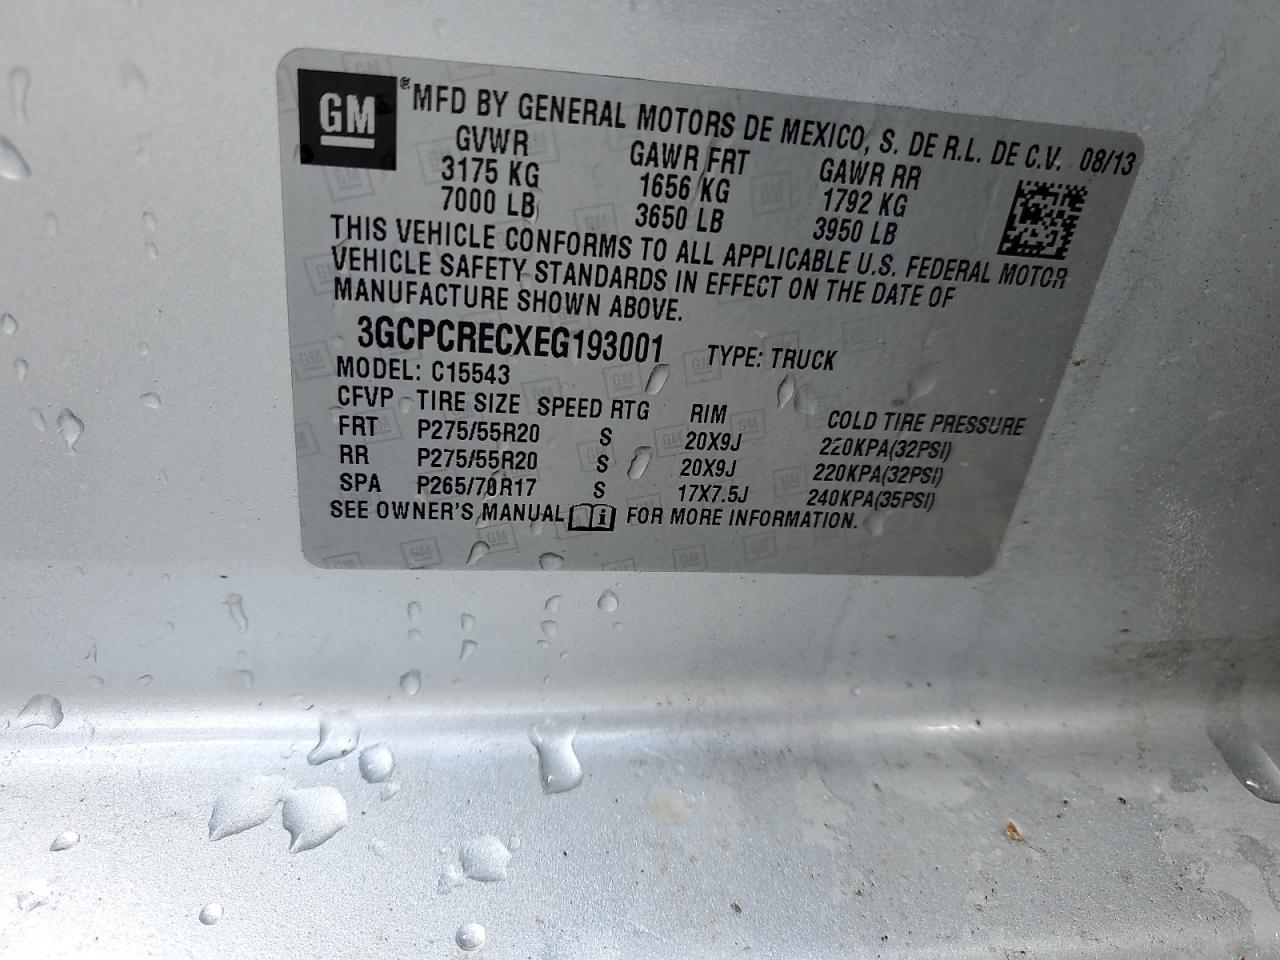 GM ® MFD BY GENERAL MOTORS DE MEXICO, S. DE R.L. DE C.V. 08/13
GVWR GAWR FRT GAWR RR
3175 KG 1656 KG 1792 KG
7000 LB 3650 LB 3950 LB
THIS VEHICLE CONFORMS TO ALL APPLICABLE U.S. FEDERAL MOTOR
VEHICLE SAFETY STANDARDS IN EFFECT ON THE DATE OF
MANUFACTURE SHOWN ABOVE.
3GCPCRECXEG193001 TYPE: TRUCK
MODEL: C15543
CFVP TIRE SIZE SPEED RTG RIM COLD TIRE PRESSURE
FRT P275/55R20 S 20X9J 220KPA(32PSI)
RR P275/55R20 S 20X9J 220KPA(32PSI)
SPA P265/70R17 S 17X7.5J 240KPA(35PSI)
SEE OWNER'S MANUAL i FOR MORE INFORMATION.